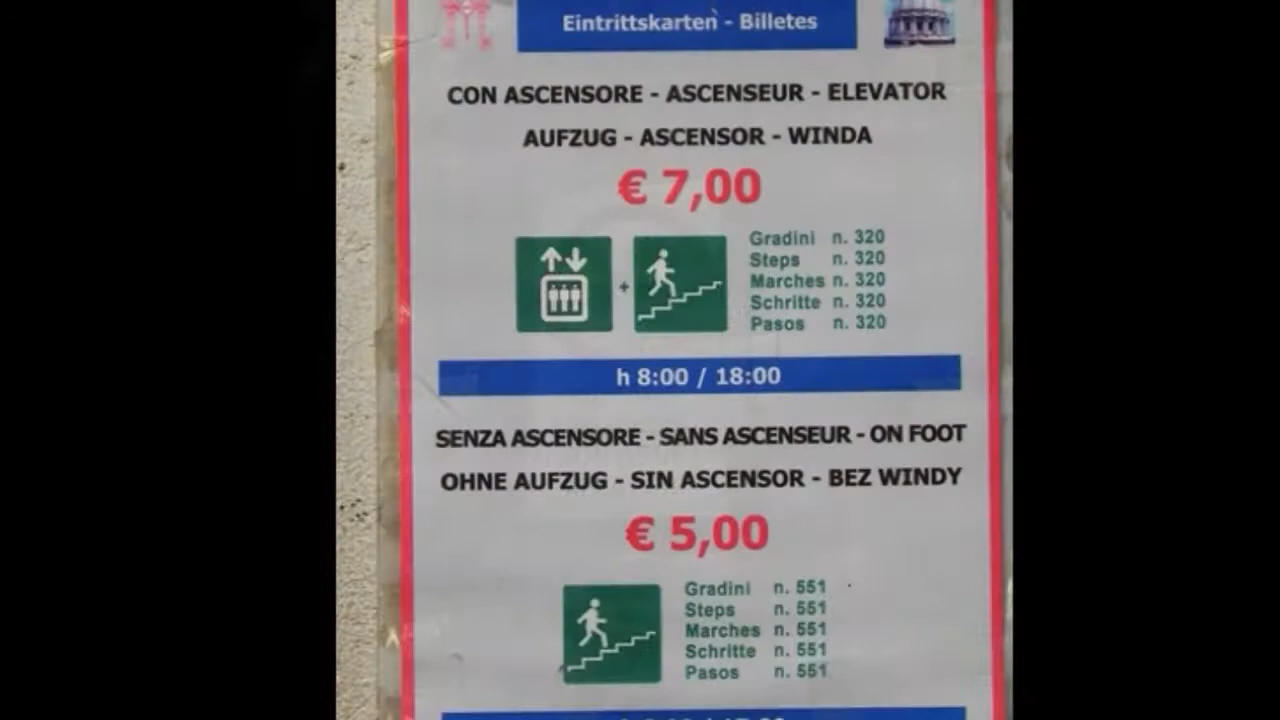 Eintrittskarten - Billetes
CON ASCENSORE - ASCENSEUR - ELEVATOR
AUFZUG - ASCENSOR - WINDA
€ 7,00
Gradini n. 320
Steps n. 320
+
Marches n. 320
Schritte n. 320
Pasos n. 320
h 8:00 / 18:00
SENZA ASCENSORE - SANS ASCENSEUR - ON FOOT
OHNE AUFZUG - SIN ASCENSOR - BEZ WINDY
€ 5,00
Gradini n. 551
Steps n. 551
Marches n. 551
Schritte n. 551
Pasos n. 551